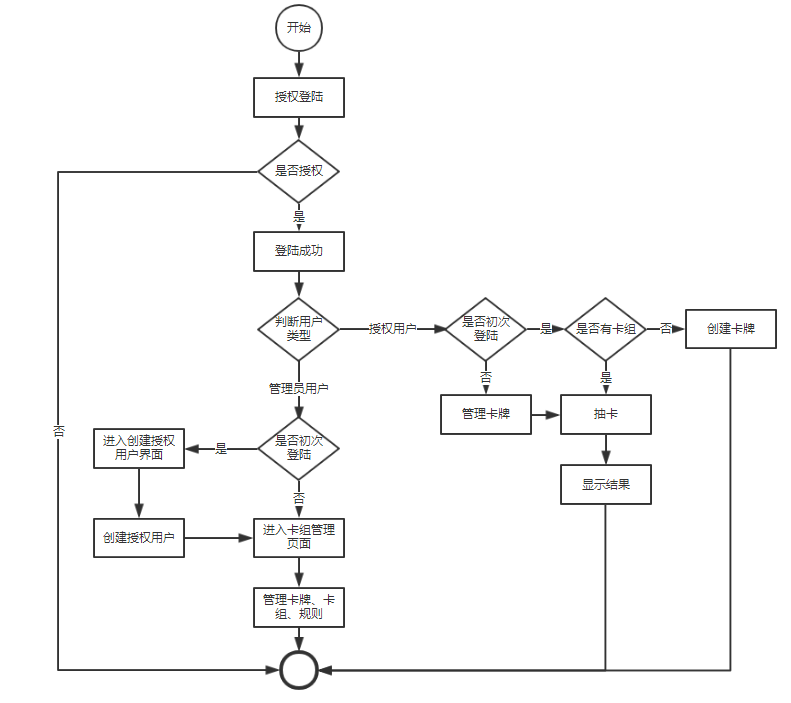 开始
授权登陆
是否授权
是
登陆成功
判断用户
类型
授权用户
是否初次
登陆
是
是否有卡组
否
创建卡牌
否
是
管理员用户
管理卡牌
抽卡
否
进入创建授权
用户界面
是
是否初次
登陆
显示结果
否
创建授权用户
进入卡组管理
页面
管理卡牌、卡
组、规则